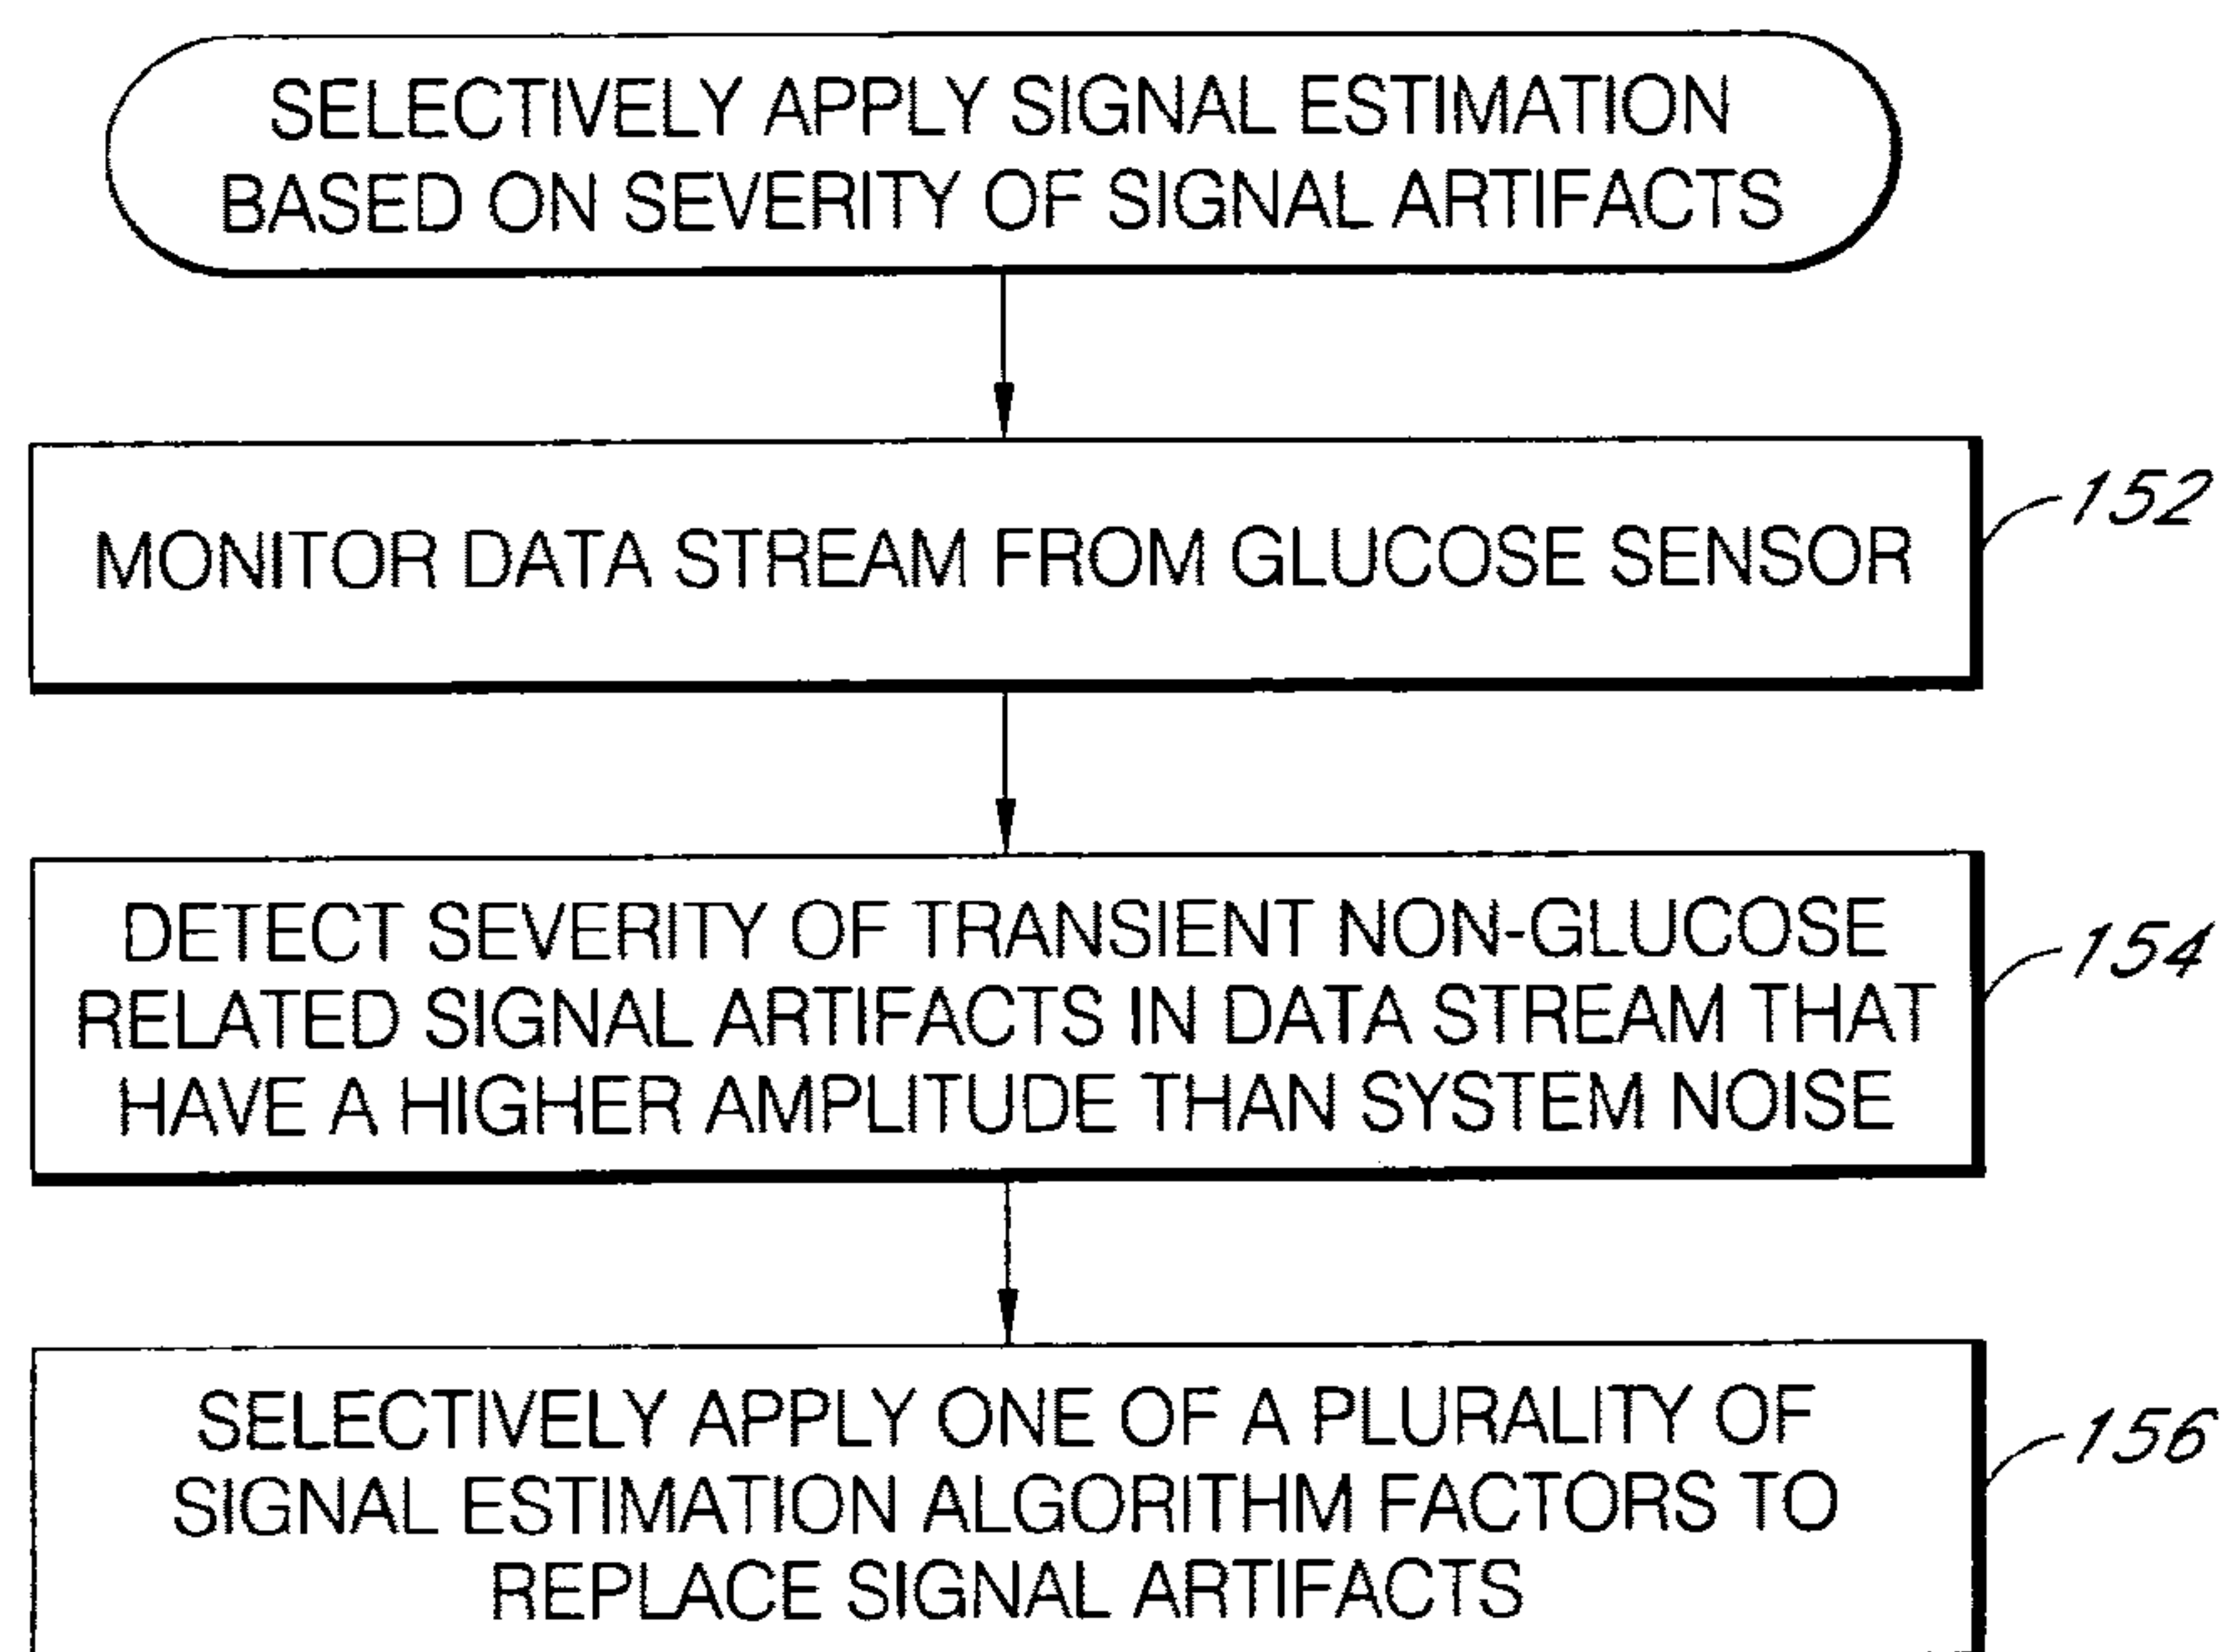 SELECTIVELY APPLY SIGNAL ESTIMATION
BASED ON SEVERITY OF SIGNAL ARTIFACTS
MONITOR DATA STREAM FROM GLUCOSE SENSOR
152
DETECT SEVERITY OF TRANSIENT NON-GLUCOSE
RELATED SIGNAL ARTIFACTS IN DATA STREAM THAT
HAVE A HIGHER AMPLITUDE THAN SYSTEM NOISE
154
SELECTIVELY APPLY ONE OF A PLURALITY OF
SIGNAL ESTIMATION ALGORITHM FACTORS TO
REPLACE SIGNAL ARTIFACTS
156